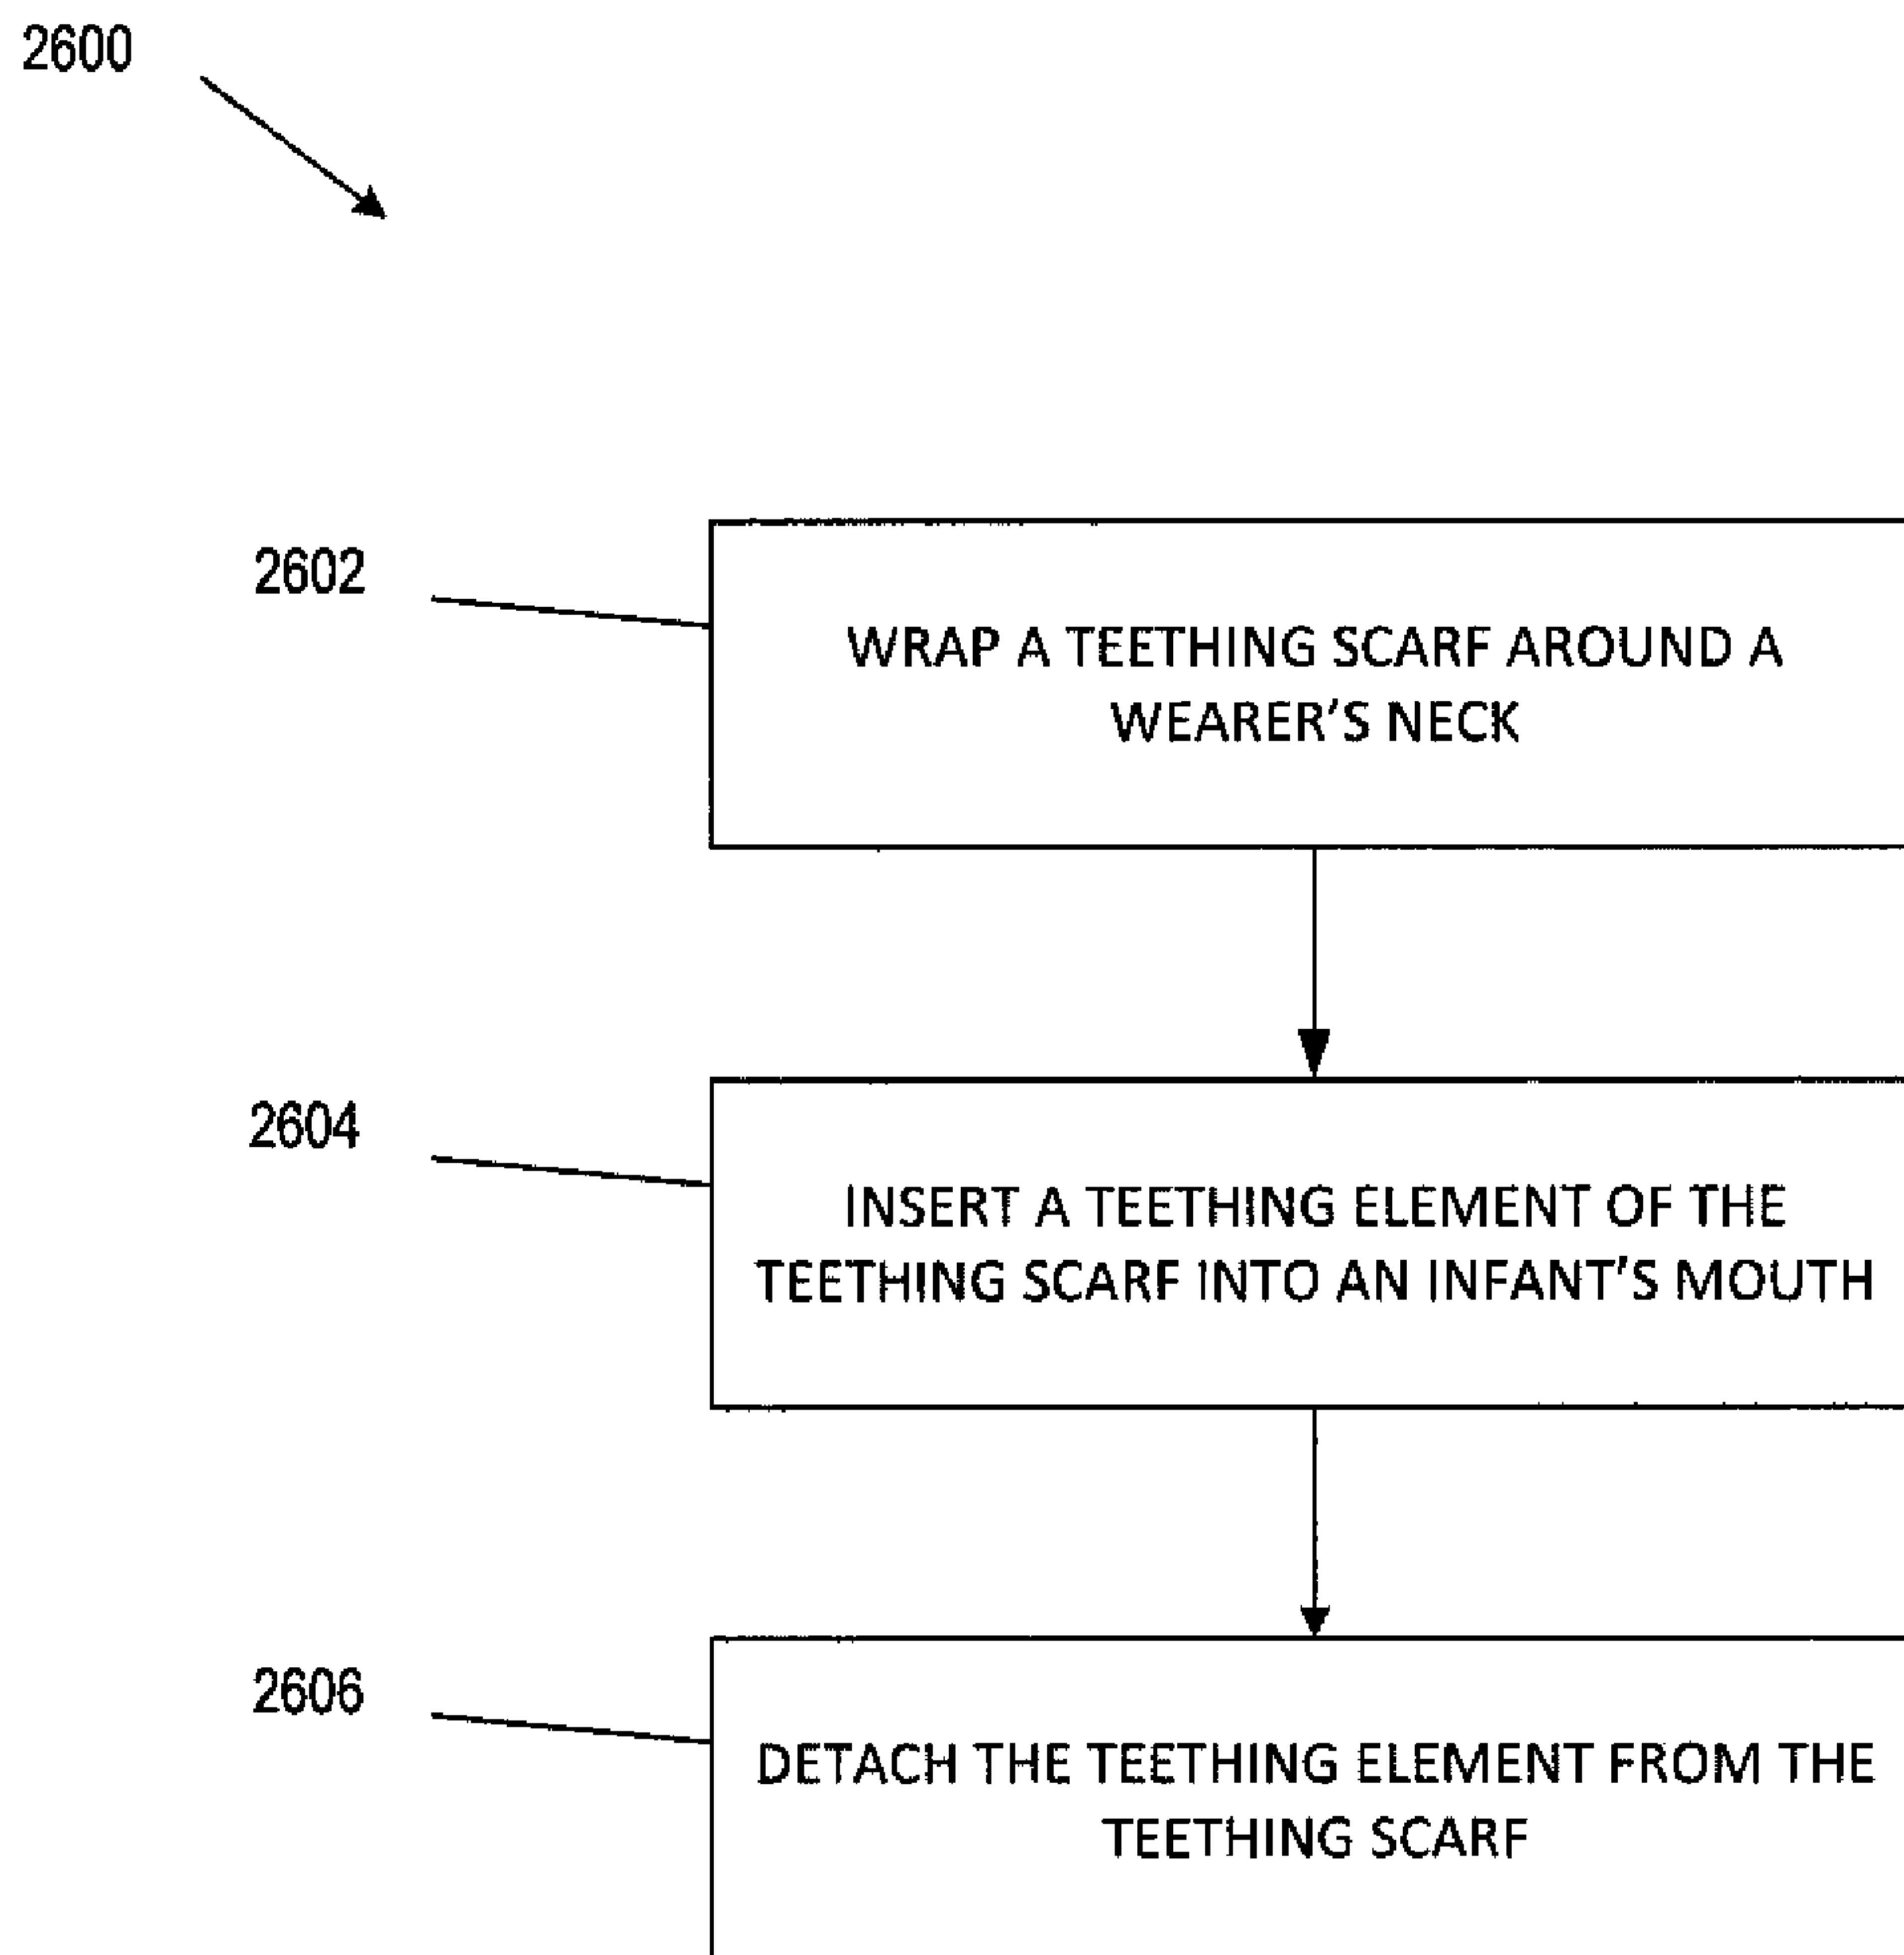 2600
2602
WRAP A TEETHING SCARF AROUND A
WEARER'S NECK
2604
INSERT A TEETHING ELEMENT OF THE
TEETHING SCARF INTO AN INFANT'S MOUTH
2606
DETACH THE TEETHING ELEMENT FROM THE
TEETHING SCARF